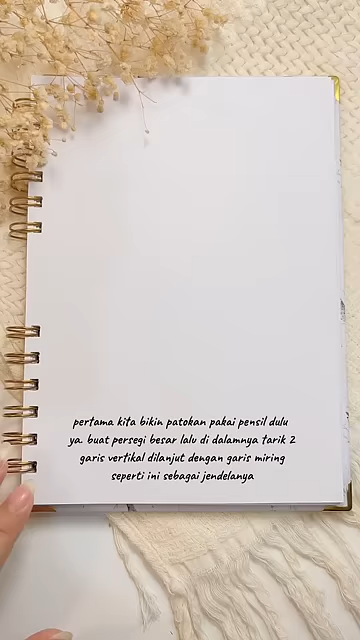 pertama kita bikin patokan pakai pensil dulu
ya. buat persegi besar lalu di dalamnya tarik 2
garis vertikal dilanjut dengan garis miring
seperti ini sebagai jendelanya